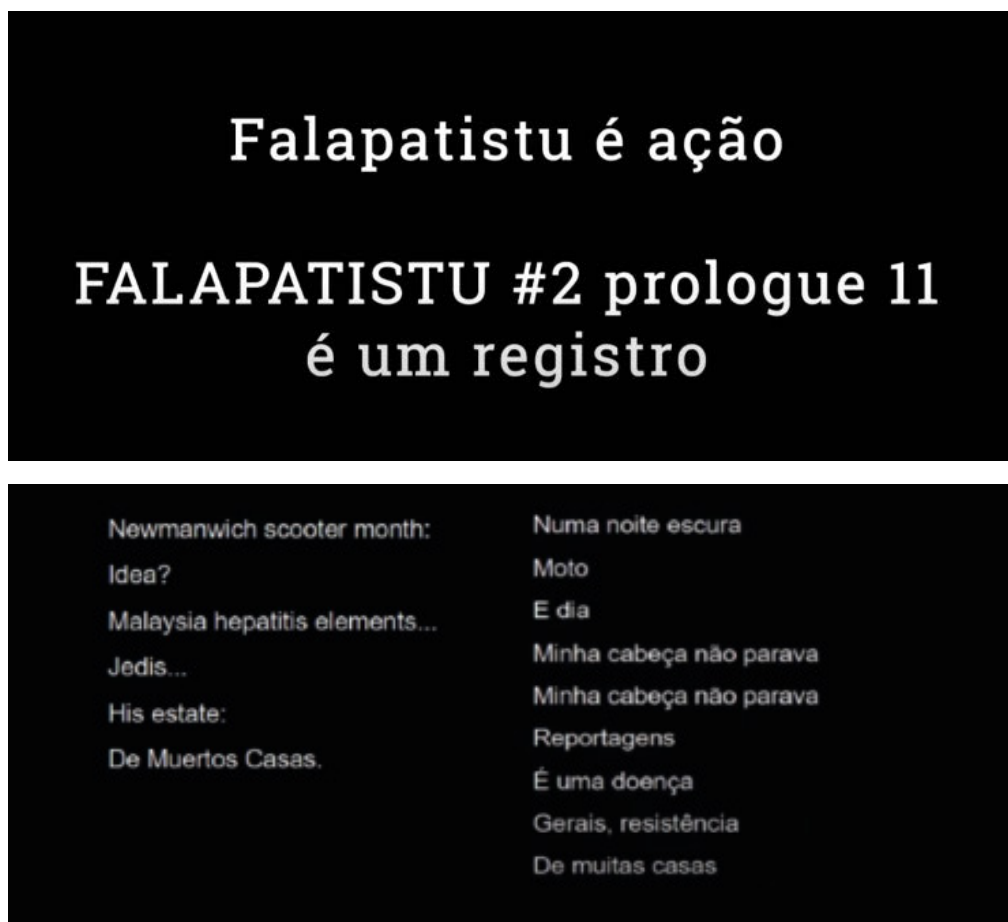 Falapatistu é ação
FALAPATISTU #2 prologue 11
é um registro
Newmanwich scooter month:
Idea?
Malaysia hepatitis elements...
Jedis...
His estate:
De Muertos Casas.
Numa noite escura
Moto
E dia
Minha cabeça não parava
Minha cabeça não parava
Reportagens
É uma doença
Gerais, resistência
De muitas casas